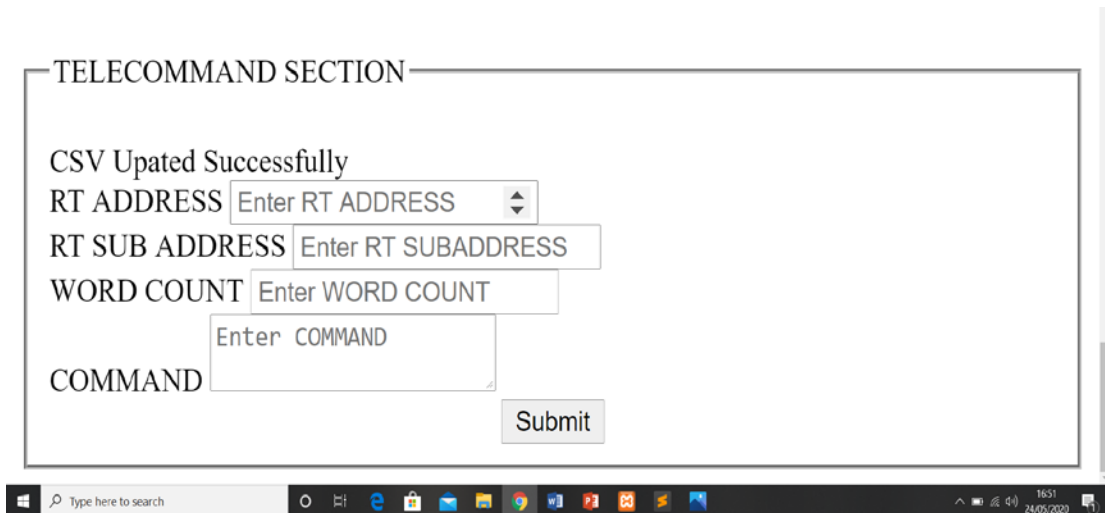 TELECOMMAND SECTION
CSV Upated Successfully
RT ADDRESS Enter RT ADDRESS
RT SUB ADDRESS Enter RT SUBADDRESS
WORD COUNT Enter WORD COUNT
Enter COMMAND
COMMAND
Submit
Type here to search
16:51
24/05/2020